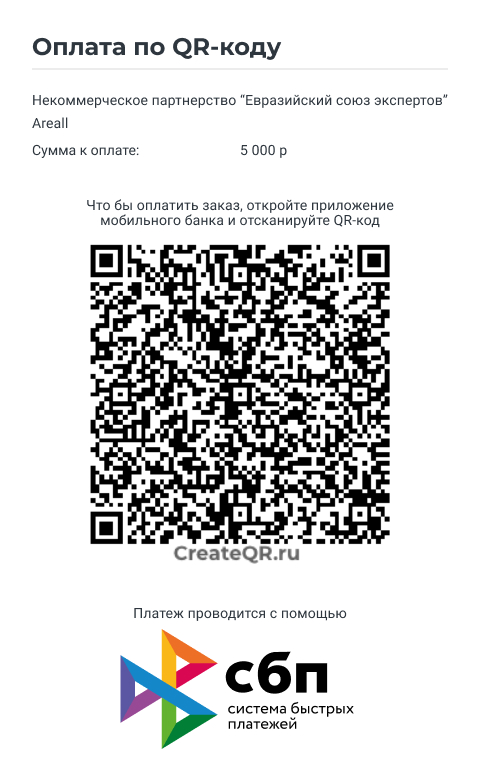 Оплата по QR-коду
Некоммерческое партнерство “Евразийский союз экспертов”
Areall
Сумма к оплате: 5 000 р
Что бы оплатить заказ, откройте приложение
мобильного банка и отсканируйте QR-код
CreateQR.ru
Платеж проводится с помощью
сбп
система быстрых
платежей